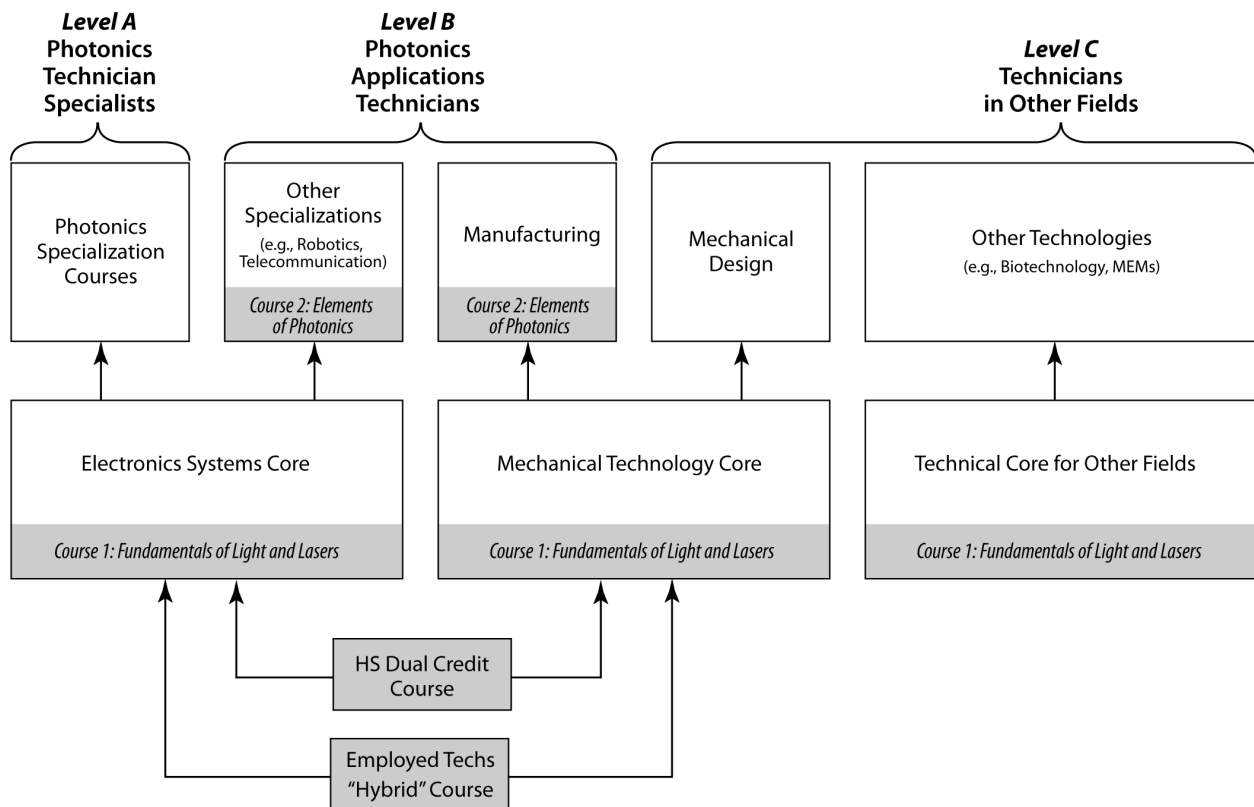 Level A
Photonics
Technician
Specialists
Level B
Photonics
Applications
Technicians
Level C
Technicians
in Other Fields
Photonics
Specialization
Courses
Other
Specializations
(e.g., Robotics,
Telecommunication)
Course 2: Elements
of Photonics
Manufacturing
Course 2: Elements
of Photonics
Mechanical
Design
Other Technologies
(e.g., Biotechnology, MEMs)
Electronics Systems Core
Course 1: Fundamentals of Light and Lasers
Mechanical Technology Core
Course 1: Fundamentals of Light and Lasers
Technical Core for Other Fields
Course 1: Fundamentals of Light and Lasers
HS Dual Credit
Course
Employed Techs
“Hybrid” Course